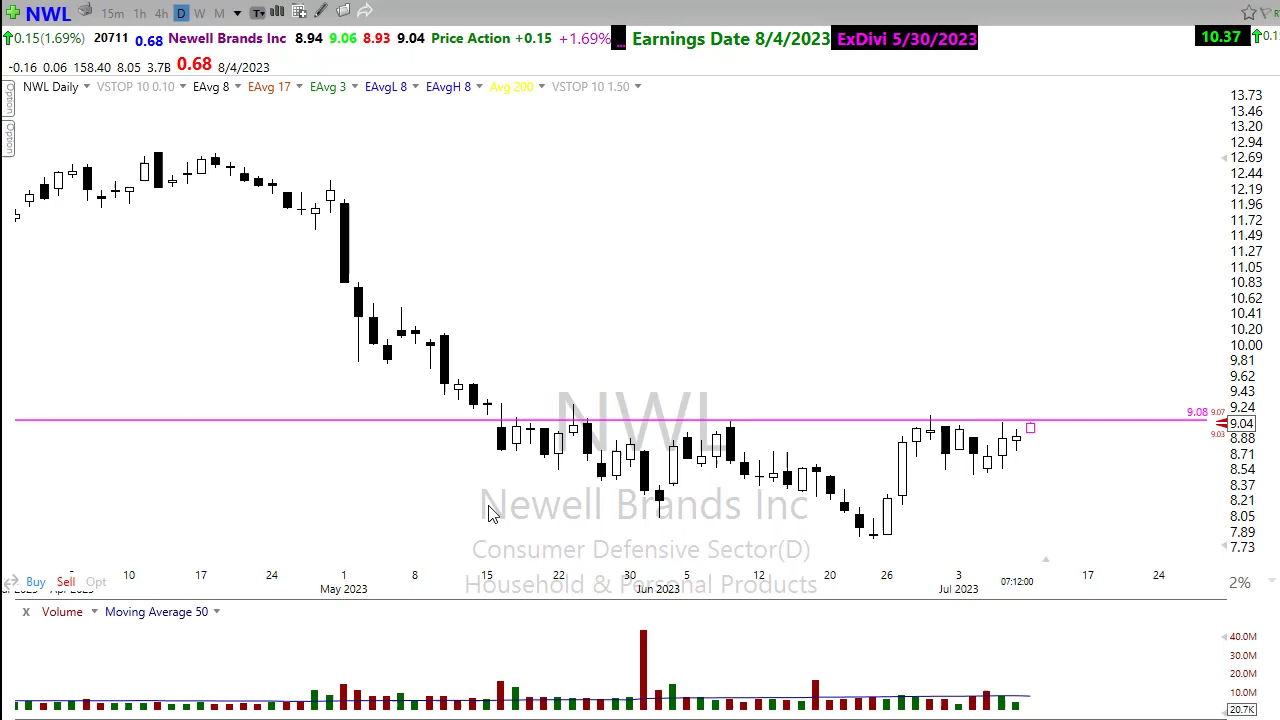 NWL 15m 1h 4h D W M T
0.15(1.69%) 20711 0.68 Newell Brands Inc 8.94 9.06 8.93 9.04 Price Action +0.15 +1.69% ... Earnings Date 8/4/2023 ExDivi 5/30/2023 10.37
-0.16 0.06 158.40 8.05 3.7B 0.68 8/4/2023
NWL Daily VSTOP 10 0.10 EAvg 8 EAvg 17 EAvg 3 EAvgL 8 EAvgH 8 Avg 200 VSTOP 10 1.50
Option
Option
13.73
13.46
13.20
12.94
12.69
12.44
12.19
11.96
11.72
11.49
11.27
11.05
10.83
10.62
10.41
10.20
10.00
9.81
9.62
9.43
9.24
9.08 9.07
9.04
9.03
8.88
8.71
8.54
8.37
8.21
8.05
7.89
7.73
NWL
Newell Brands Inc
Consumer Defensive Sector(D)
Household & Personal Products
10 17 24 1 8 15 22 30 5 12 20 26 3 07:12:00 17 24
May 2023 Jun 2023 Jul 2023
Buy Sell Opt
2%
x Volume Moving Average 50
40.0M
30.0M
20.0M
10.0M
20.7K